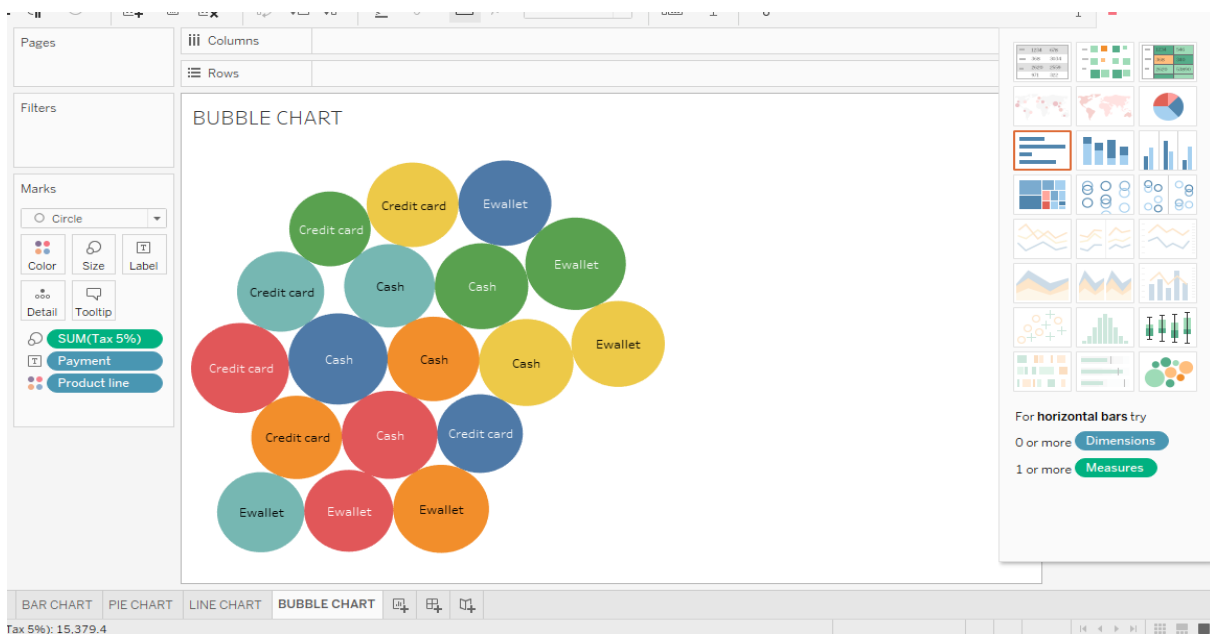 Pages
Columns
Rows
Filters
BUBBLE CHART
Marks
Circle
Color Size Label
Detail Tooltip
SUM(Tax 5%)
Payment
Product line
Credit card
Ewallet
Credit card
Ewallet
Credit card
Cash
Cash
Ewallet
Credit card
Cash
Cash
Cash
Credit card
Cash
Credit card
Ewallet
Ewallet
Ewallet
For horizontal bars try
0 or more Dimensions
1 or more Measures
BAR CHART PIE CHART LINE CHART BUBBLE CHART
Tax 5%): 15,379.4